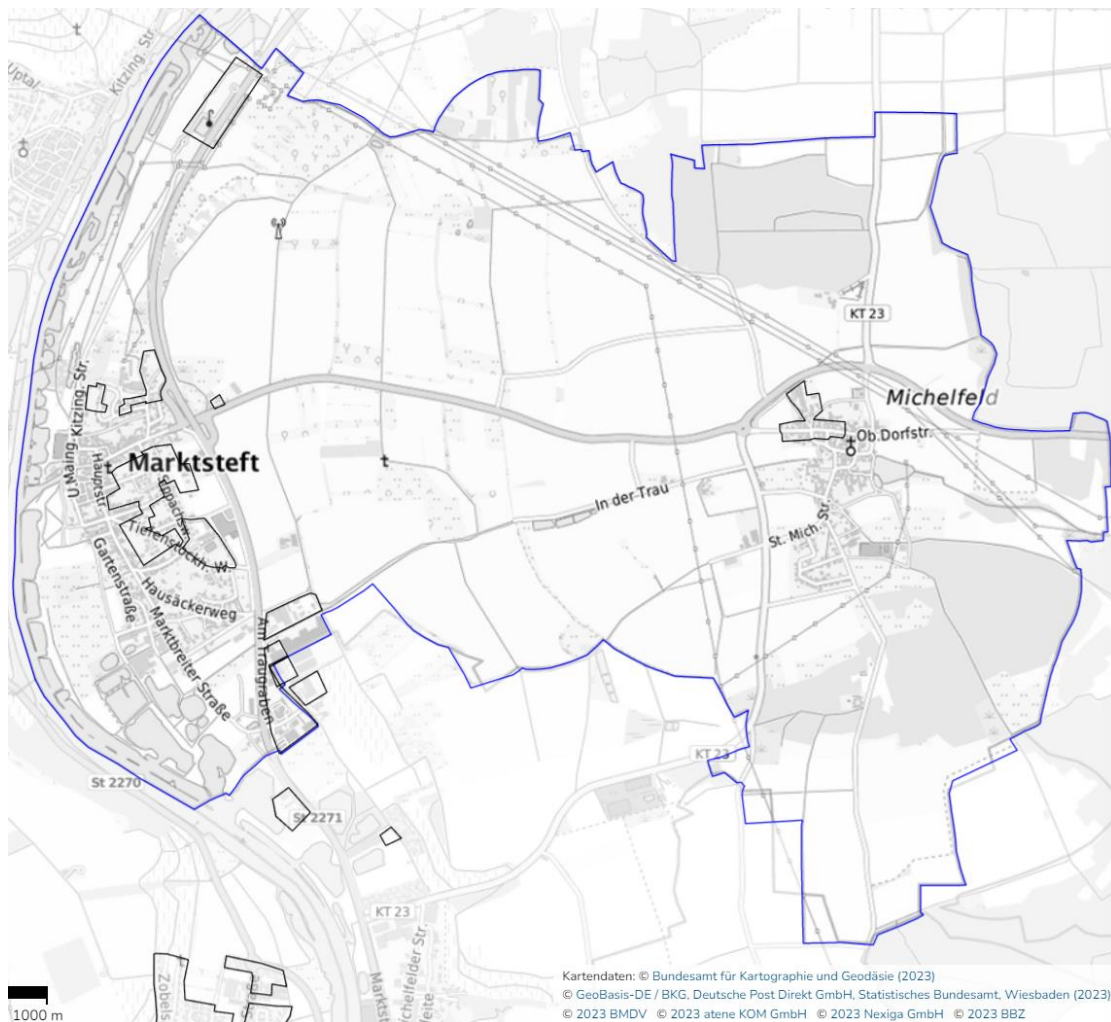 Kitzing. Str.
KT 23
Michelfeld
Ob.Dorfstr.
U.Maing.
Kitzing. Str.
Hauptstr.
Marktsteft
Tiefenstockh.
In der Trau
St. Mich. Str.
Gartenstraße
Hausäckerweg
Marktbreiter Straße
Am Traugraben
St 2270
KT 23
St 2271
KT 23
1000 m
Kartendaten: © Bundesamt für Kartographie und Geodäsie (2023)
© GeoBasis-DE / BKG, Deutsche Post Direkt GmbH, Statistisches Bundesamt, Wiesbaden (2023)
© 2023 BMDV © 2023 atene KOM GmbH © 2023 Nexiga GmbH © 2023 BBZ